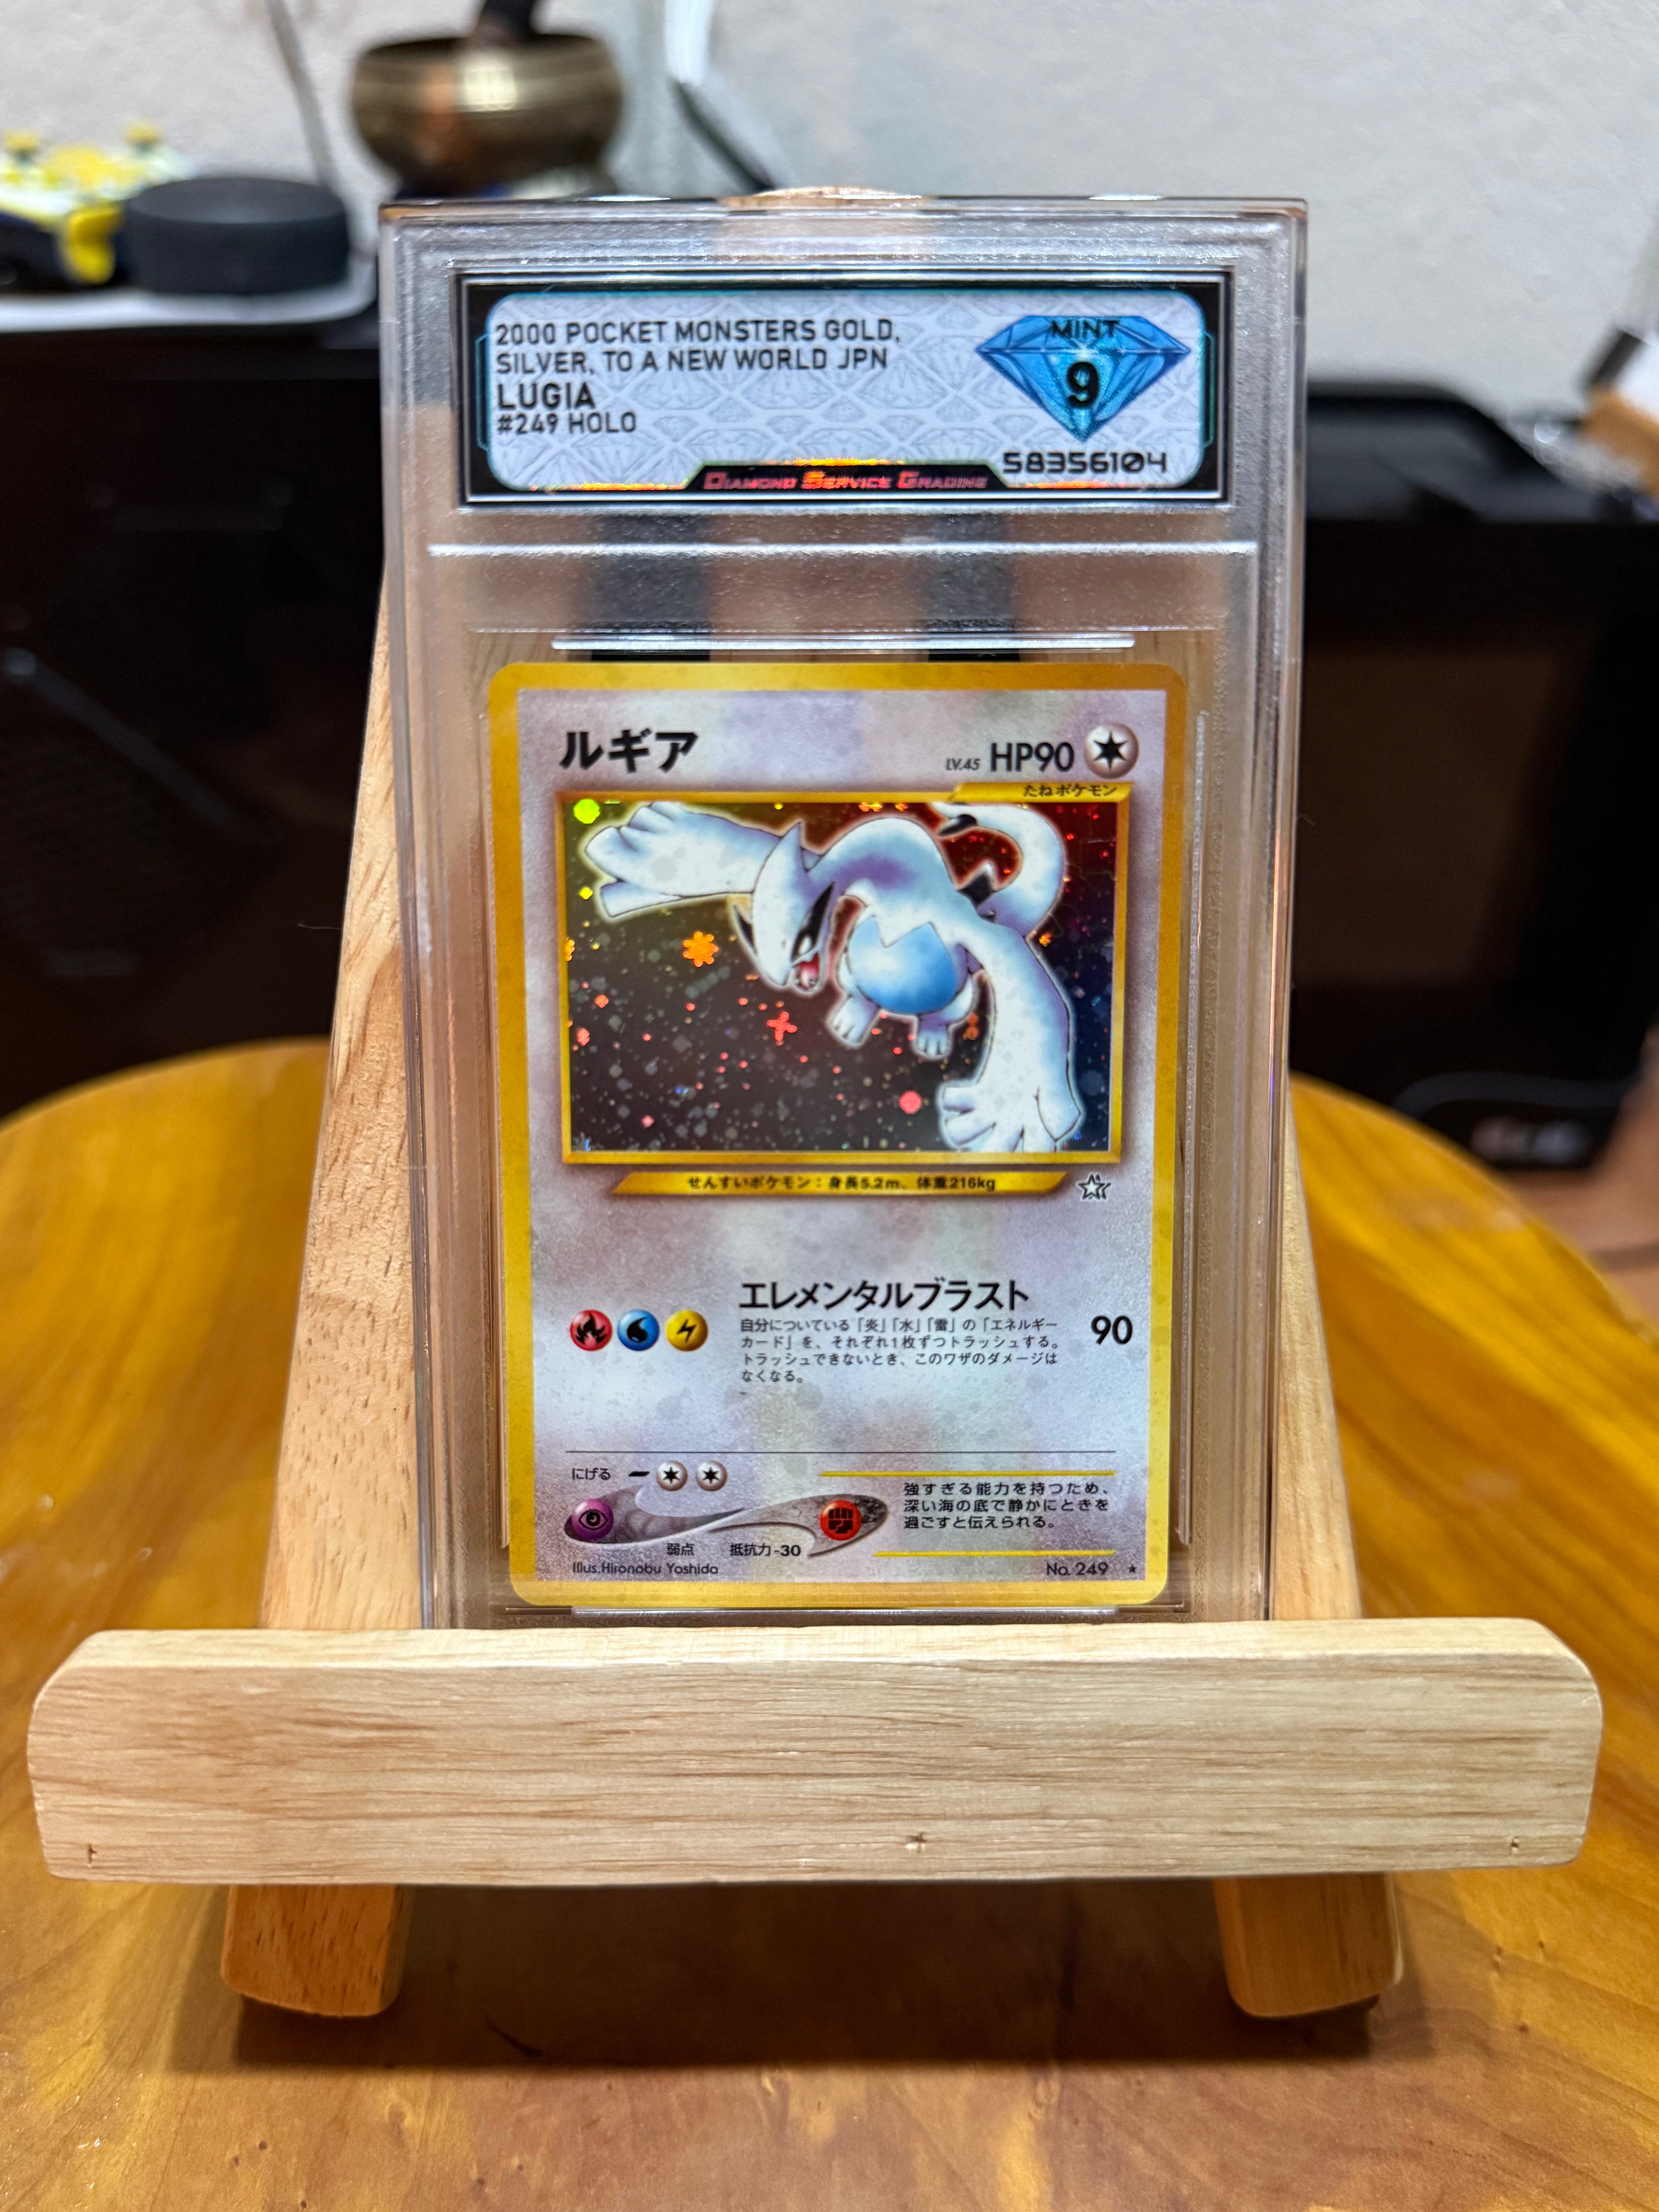 2000 POCKET MONSTERS GOLD,
SILVER, TO A NEW WORLD JPN
LUGIA
#249 HOLO
MINT
9
58356104
DIAMOND SERVICE GRADING
ルギア
LV.45 HP90
たねポケモン
せんすいポケモン：身長5.2m、体重216kg
エレメンタルブラスト
自分についている「炎」「水」「雷」の「エネルギー
カード」を、それぞれ1枚ずつトラッシュする。
トラッシュできないとき、このワザのダメージは
なくなる。
90
にげる
弱点
抵抗力-30
強すぎる能力を持つため、
深い海の底で静かにときを
過ごすと伝えられる。
Illus.Hironobu Yoshida
No. 249 ★